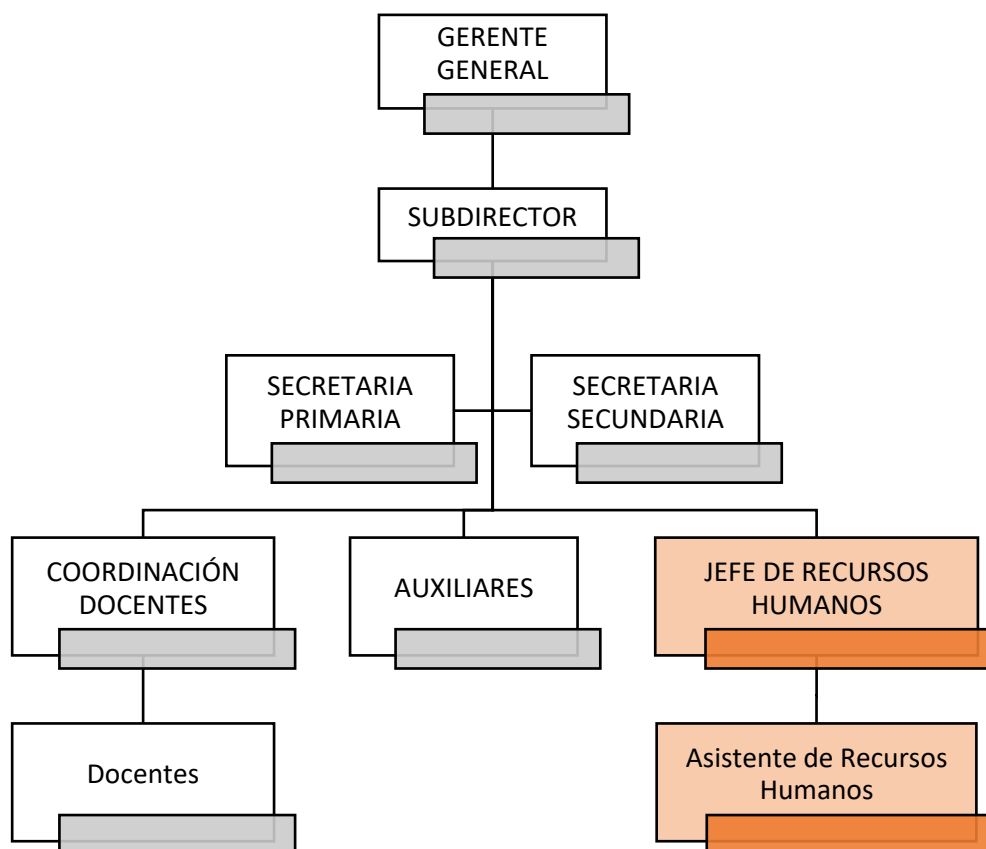 GERENTE
GENERAL
SUBDIRECTOR
SECRETARIA
PRIMARIA
SECRETARIA
SECUNDARIA
COORDINACIÓN
DOCENTES
AUXILIARES
JEFE DE RECURSOS
HUMANOS
Docentes
Asistente de Recursos
Humanos